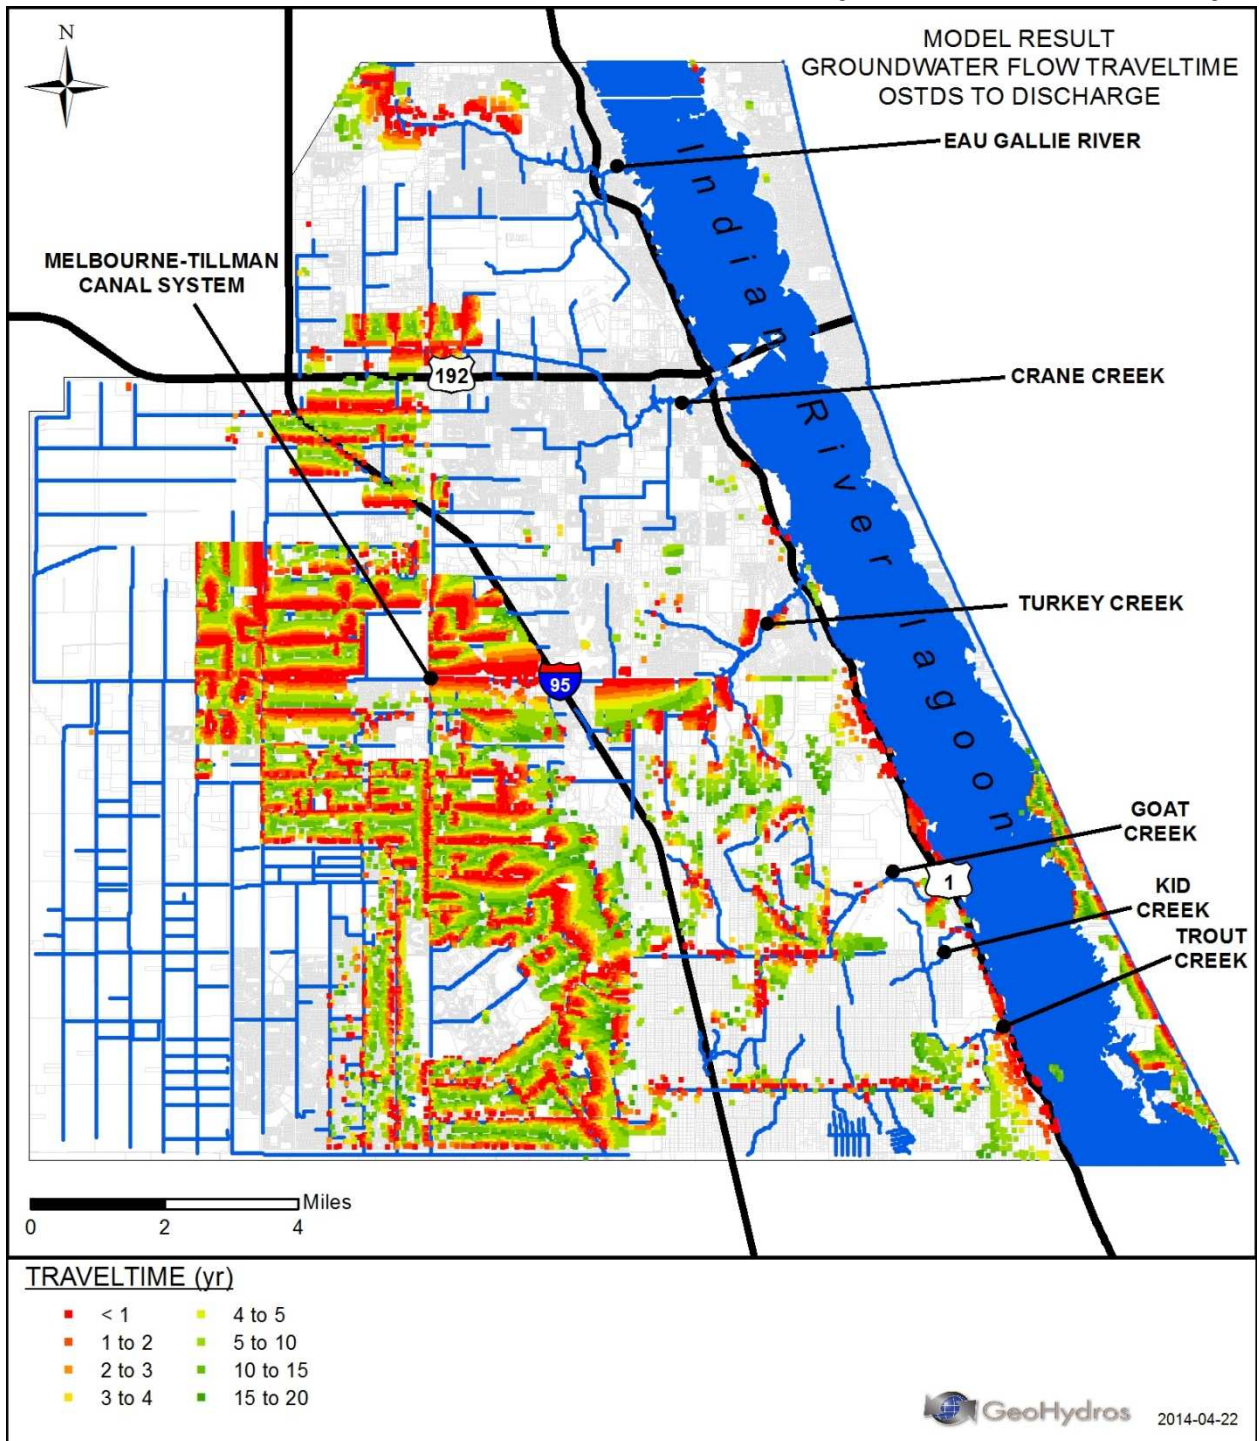 N
MODEL RESULT
GROUNDWATER FLOW TRAVELTIME
OSTDS TO DISCHARGE
EAU GALLIE RIVER
MELBOURNE-TILLMAN
CANAL SYSTEM
Indian River lagoon
192
CRANE CREEK
TURKEY CREEK
95
GOAT
CREEK
1
KID
CREEK
TROUT
CREEK
Miles
0 2 4
TRAVELTIME (yr)
< 1
1 to 2
2 to 3
3 to 4
4 to 5
5 to 10
10 to 15
15 to 20
GeoHydros
2014-04-22